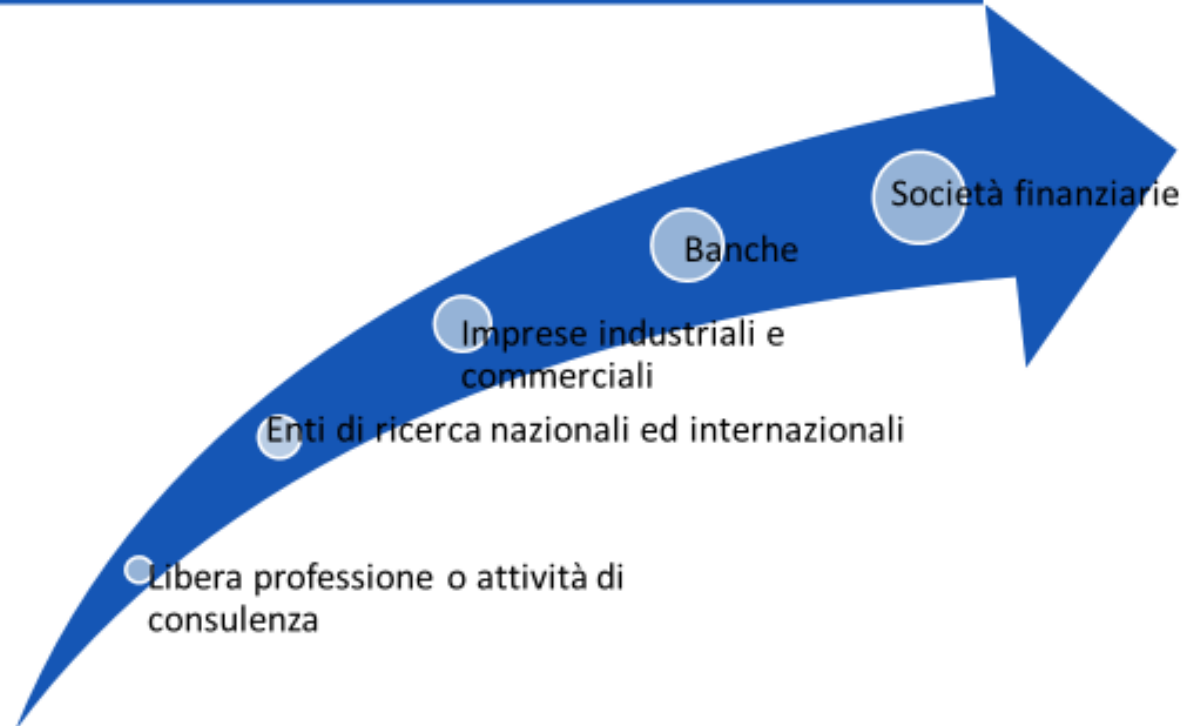 Società finanziarie
Banche
Imprese industriali e
commerciali
Enti di ricerca nazionali ed internazionali
Libera professione o attività di
consulenza